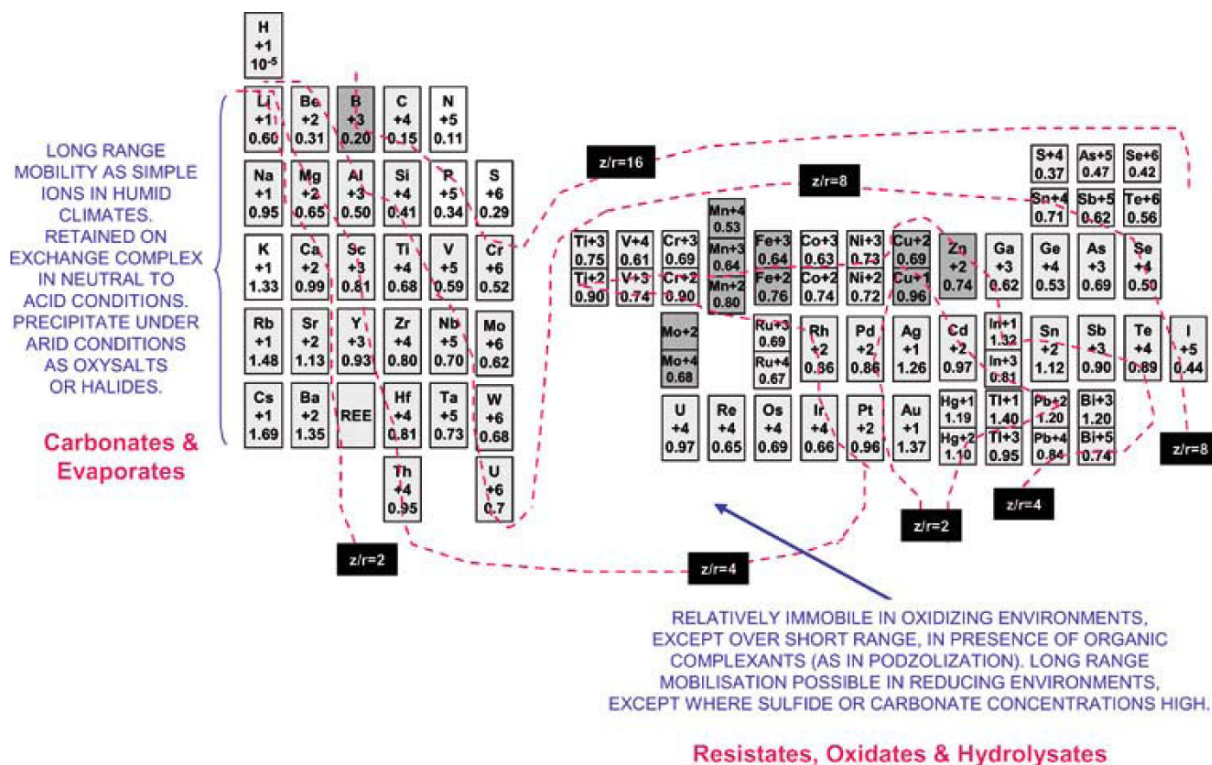 H
+1
10-5
Li
+1
0.60
Be
+2
0.31
B
+3
0.20
C
+4
0.15
N
+5
0.11
Na
+1
0.95
Mg
+2
0.65
Al
+3
0.50
Si
+4
0.41
P
+5
0.34
S
+6
0.29
K
+1
1.33
Ca
+2
0.99
Sc
+3
0.81
Ti
+4
0.68
V
+5
0.59
Cr
+6
0.52
Rb
+1
1.48
Sr
+2
1.13
Y
+3
0.93
Zr
+4
0.80
Nb
+5
0.70
Mo
+6
0.62
Cs
+1
1.69
Ba
+2
1.35
REE
Hf
+4
0.81
Ta
+5
0.73
W
+6
0.68
Th
+4
0.95
U
+6
0.7
LONG RANGE
MOBILITY AS SIMPLE
IONS IN HUMID
CLIMATES.
RETAINED ON
EXCHANGE COMPLEX
IN NEUTRAL TO
ACID CONDITIONS.
PRECIPITATE UNDER
ARID CONDITIONS
AS OXYSALTS
OR HALIDES.
Carbonates &
Evaporates
z/r=16
z/r=8
S+4
0.37
As+5
0.47
Se+6
0.42
Sn+4
0.71
Sb+5
0.62
Te+6
0.56
Ti+3
0.75
Ti+2
0.90
V+4
0.61
V+3
0.74
Cr+3
0.69
Cr+2
0.90
Mn+4
0.53
Mn+3
0.64
Mn+2
0.80
Fe+3
0.64
Fe+2
0.76
Co+3
0.63
Co+2
0.74
Ni+3
0.73
Ni+2
0.72
Cu+2
0.69
Cu+1
0.96
Zn
+2
0.74
Ga
+3
0.62
Ge
+4
0.53
As
+3
0.69
Se
+4
0.50
Mo+2
Mo+4
0.68
Ru+3
0.69
Ru+4
0.67
Rh
+2
0.86
Pd
+2
0.86
Ag
+1
1.26
Cd
+2
0.97
In+1
1.32
In+3
0.81
Sn
+2
1.12
Sb
+3
0.90
Te
+4
0.89
I
+5
0.44
U
+4
0.97
Re
+4
0.65
Os
+4
0.69
Ir
+4
0.66
Pt
+2
0.96
Au
+1
1.37
Hg+1
1.19
Hg+2
1.10
Tl+1
1.40
Tl+3
0.95
Pb+2
1.20
Pb+4
0.84
Bi+3
1.20
Bi+5
0.74
z/r=8
z/r=4
z/r=2
z/r=2
z/r=4
RELATIVELY IMMOBILE IN OXIDIZING ENVIRONMENTS,
EXCEPT OVER SHORT RANGE, IN PRESENCE OF ORGANIC
COMPLEXANTS (AS IN PODZOLIZATION). LONG RANGE
MOBILISATION POSSIBLE IN REDUCING ENVIRONMENTS,
EXCEPT WHERE SULFIDE OR CARBONATE CONCENTRATIONS HIGH.
Resistates, Oxidates & Hydrolysates